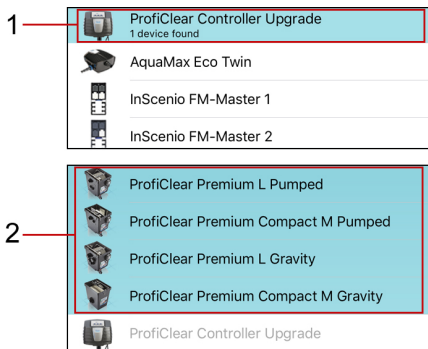 1
ProfiClear Controller Upgrade
1 device found
AquaMax Eco Twin
InScenio FM-Master 1
InScenio FM-Master 2
2
ProfiClear Premium L Pumped
ProfiClear Premium Compact M Pumped
ProfiClear Premium L Gravity
ProfiClear Premium Compact M Gravity
ProfiClear Controller Upgrade